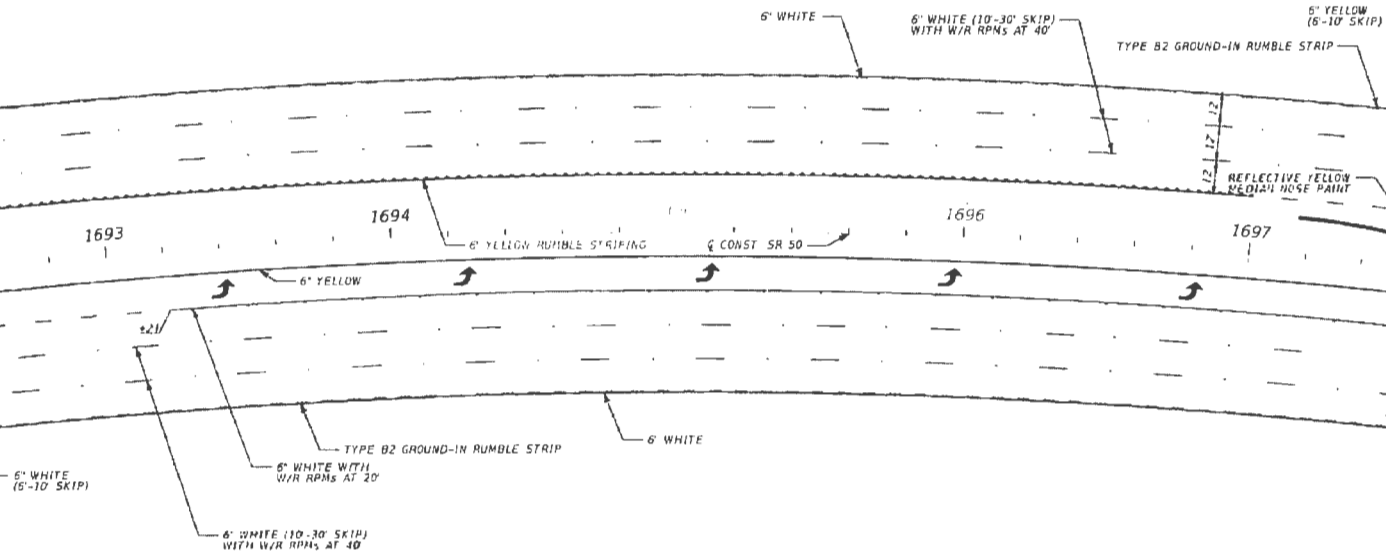 6" WHITE
6" WHITE (10'-30' SKIP)
WITH W/R RPMs AT 40'
6" YELLOW
(6'-10' SKIP)
TYPE B2 GROUND-IN RUMBLE STRIP
12'
12'
12'
REFLECTIVE YELLOW
MEDIAN NOSE PAINT
1693
1694
1696
1697
6" YELLOW RUMBLE STRIPING
℄ CONST SR 50
6" YELLOW
TYPE B2 GROUND-IN RUMBLE STRIP
6" WHITE
6" WHITE WITH
W/R RPMs AT 20'
6" WHITE
(6'-10' SKIP)
6" WHITE (10'-30' SKIP)
WITH W/R RPMs AT 40'